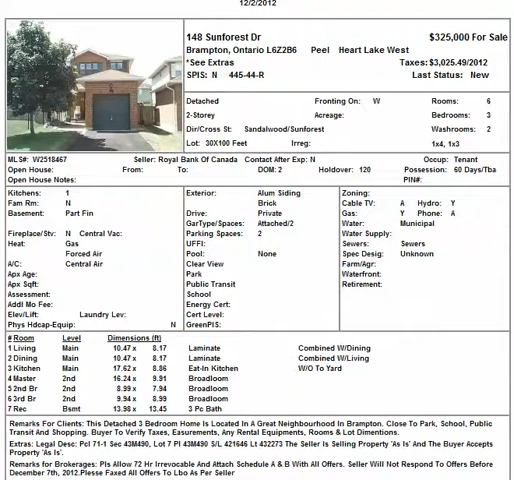 12/2/2012
148 Sunforest Dr $325,000 For Sale
Brampton, Ontario L6Z2B6 Peel Heart Lake West
*See Extras Taxes: $3,025.49/2012
SPIS: N 445-44-R Last Status: New
Detached Fronting On: W Rooms: 6
2-Storey Acreage: Bedrooms: 3
Dir/Cross St: Sandalwood/Sunforest Washrooms: 2
Lot: 30X100 Feet Irreg: 1x4, 1x3
MLS#: W2518467 Seller: Royal Bank Of Canada Contact After Exp: N Occup: Tenant
Open House: From: To: DOM: 2 Holdover: 120 Possession: 60 Days/Tba
Open House Notes: PIN#:
Kitchens: 1 Exterior: Alum Siding Zoning:
Fam Rm: N Brick Cable TV: A Hydro: Y
Basement: Part Fin Drive: Private Gas: Y Phone: A
GarType/Spaces: Attached/2 Water: Municipal
Fireplace/Stv: N Central Vac: Parking Spaces: 2 Water Supply:
Heat: Gas UFFI: Sewers: Sewers
Forced Air Pool: None Spec Desig: Unknown
A/C: Central Air Clear View Farm/Agr:
Apx Age: Park Waterfront:
Apx Sqft: Public Transit Retirement:
Assessment: School
Addl Mo Fee: Energy Cert:
Elev/Lift: Laundry Lev: Cert Level:
Phys Hdcap-Equip: N GreenPIS:
# Room Level Dimensions (ft)
1 Living Main 10.47 x 8.17 Laminate Combined W/Dining
2 Dining Main 10.47 x 8.17 Laminate Combined W/Living
3 Kitchen Main 17.62 x 8.86 Eat-In Kitchen W/O To Yard
4 Master 2nd 16.24 x 9.91 Broadloom
5 2nd Br 2nd 8.99 x 7.94 Broadloom
6 3rd Br 2nd 9.94 x 8.99 Broadloom
7 Rec Bsmt 13.98 x 13.45 3 Pc Bath
Remarks For Clients: This Detached 3 Bedroom Home Is Located In A Great Neighbourhood In Brampton. Close To Park, School, Public
Transit And Shopping. Buyer To Verify Taxes, Easurements, Any Rental Equipments, Rooms & Lot Dimentions.
Extras: Legal Desc: Pcl 71-1 Sec 43M490, Lot 7 Pl 43M490 S/L 421646 Lt 432273 The Seller Is Selling Property 'As Is' And The Buyer Accepts
Property 'As Is'.
Remarks for Brokerages: Pls Allow 72 Hr Irrevocable And Attach Schedule A & B With All Offers. Seller Will Not Respond To Offers Before
December 7th, 2012.Plesse Faxed All Offers To Lbo As Per Seller